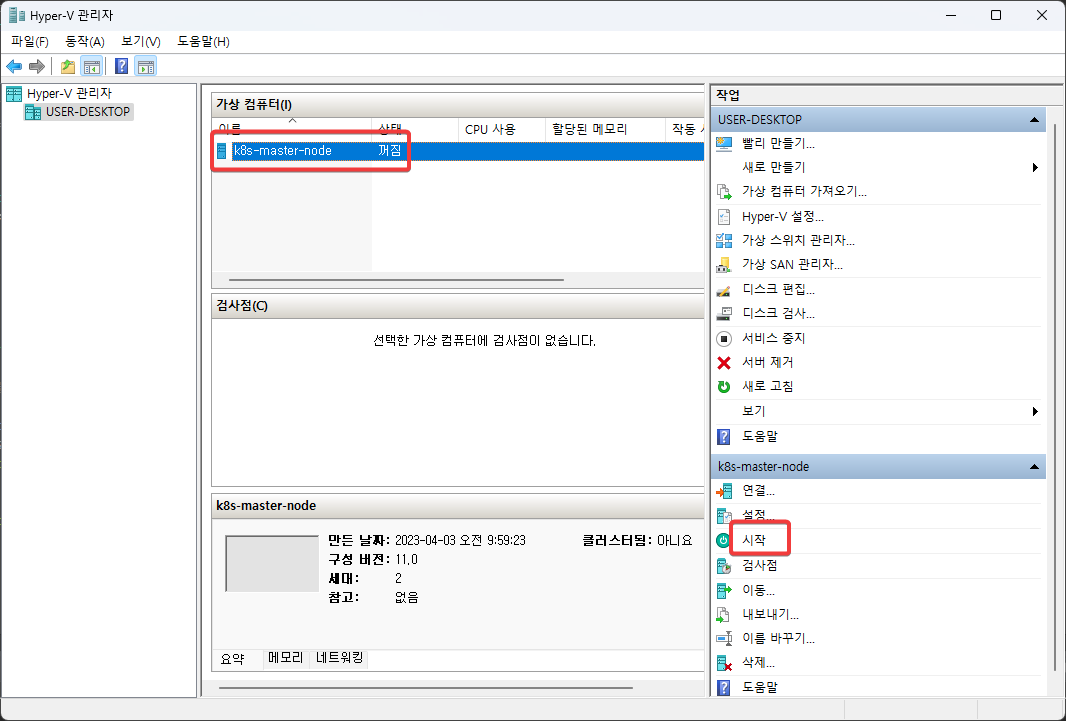 Hyper-V 관리자
파일(F) 동작(A) 보기(V) 도움말(H)
Hyper-V 관리자
USER-DESKTOP
가상 컴퓨터(I)
이름 상태 CPU 사용 할당된 메모리 작동
k8s-master-node 꺼짐
검사점(C)
선택한 가상 컴퓨터에 검사점이 없습니다.
k8s-master-node
만든 날짜: 2023-04-03 오전 9:59:23 클러스터됨: 아니요
구성 버전: 11.0
세대: 2
참고: 없음
요약 메모리 네트워킹
작업
USER-DESKTOP
빨리 만들기...
새로 만들기
가상 컴퓨터 가져오기...
Hyper-V 설정...
가상 스위치 관리자...
가상 SAN 관리자...
디스크 편집...
디스크 검사...
서비스 중지
서버 제거
새로 고침
보기
도움말
k8s-master-node
연결...
설정...
시작
검사점
이동...
내보내기...
이름 바꾸기...
삭제...
도움말